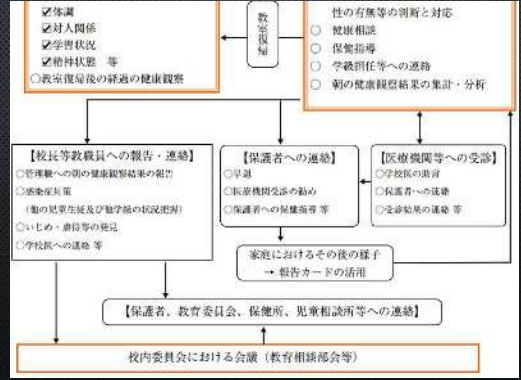 ☑体調
☑対人関係
☑学習状況
☑精神状態 等
○教室復帰後の経過の健康観察
教室復帰
性の有無等の判断と対応
○ 健康相談
○ 保健指導
○ 学級担任等への連絡
○ 朝の健康観察結果の集計・分析
【校長等教職員への報告・連絡】
○管理職への朝の健康観察結果の報告
○感染症対策
(他の児童生徒及び他学級の状況把握)
○いじめ・虐待等の発見
○学校医への連絡 等
【保護者への連絡】
○早退
○医療機関受診の勧め
○保護者への保健指導 等
【医療機関等への受診】
○学校医の助言
○保護者への連絡
○受診結果の連絡 等
家庭におけるその後の様子
→ 報告カードの活用
【保護者、教育委員会、保健所、児童相談所等への連絡】
校内委員会における会議(教育相談部会等)